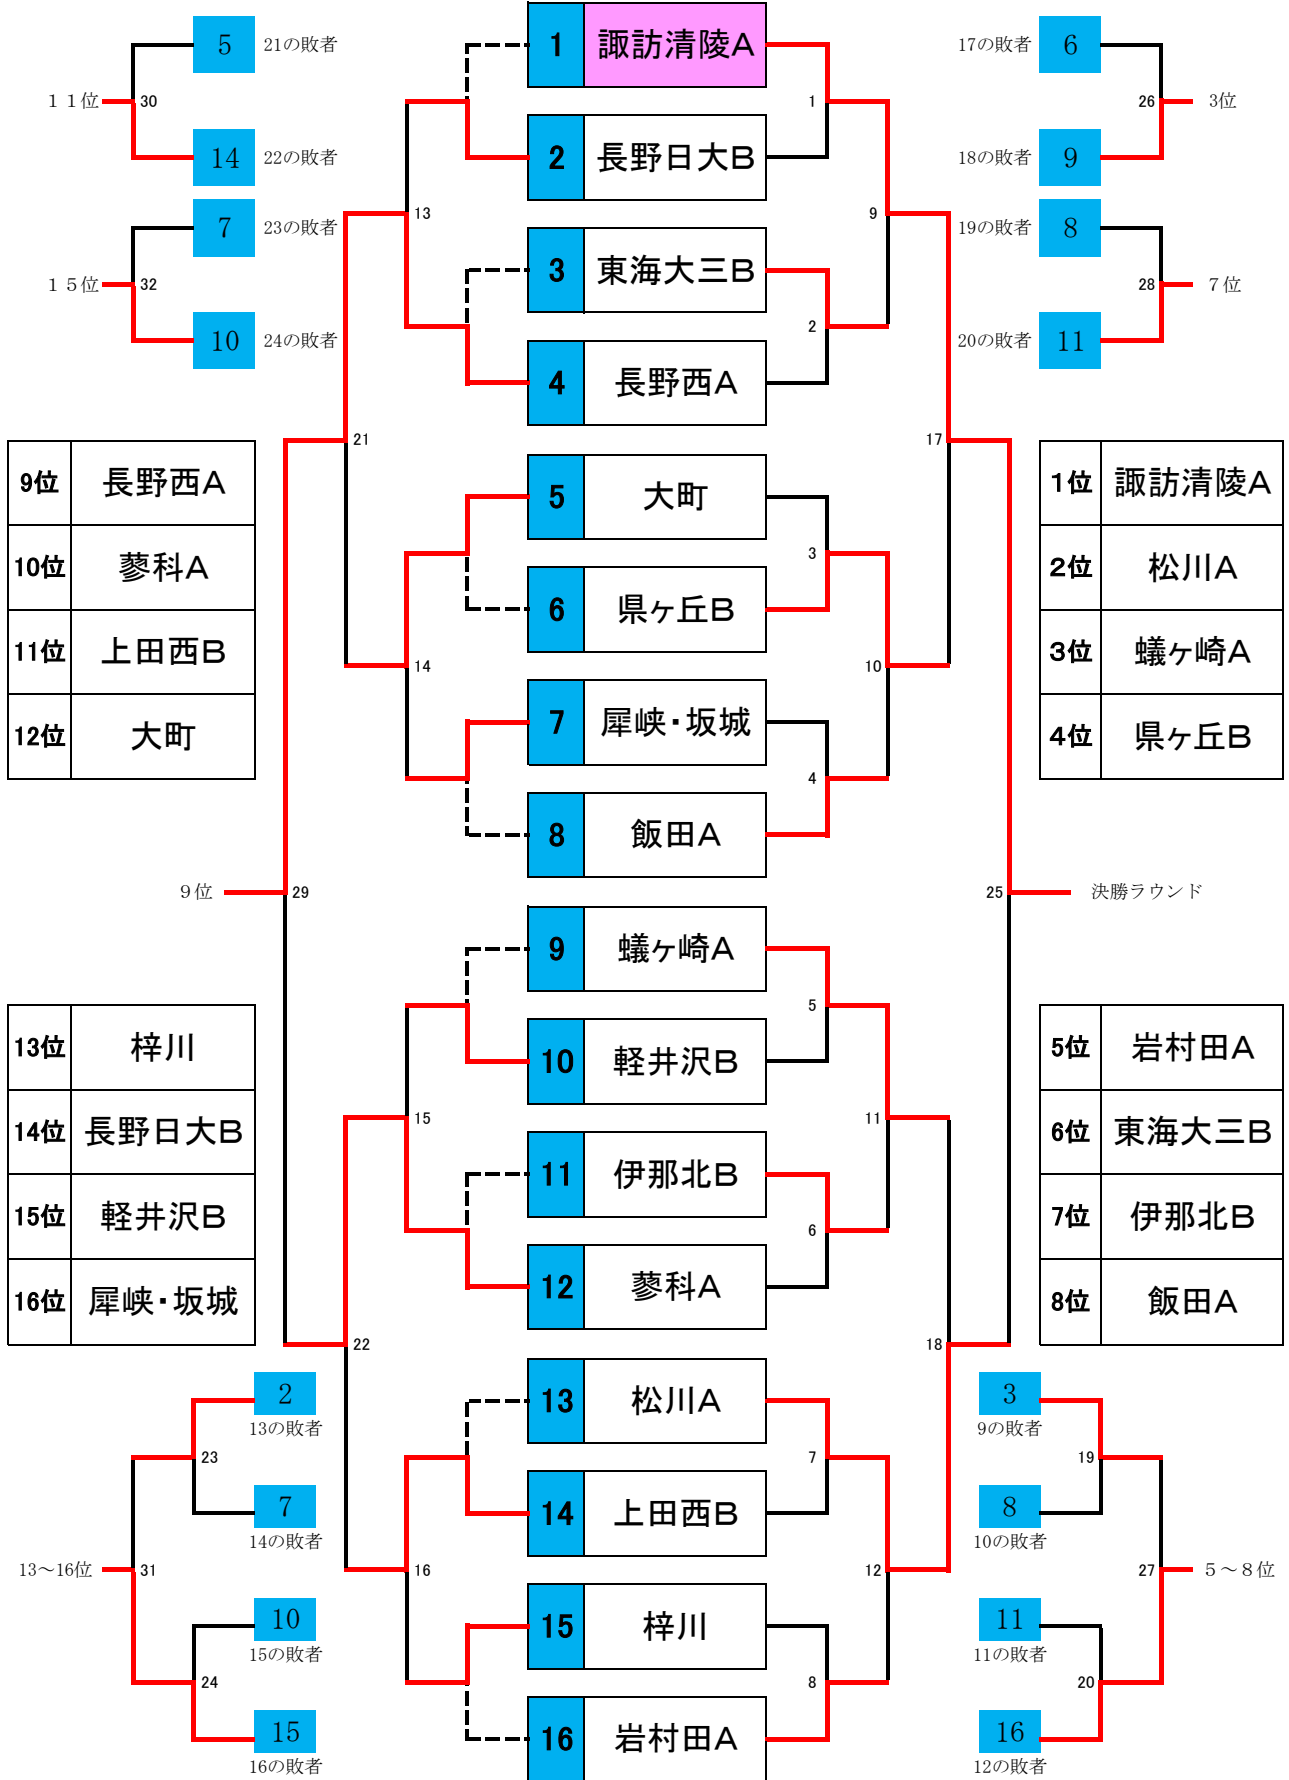 5 21の敗者
11位 30
14 22の敗者
7 23の敗者
15位 32
10 24の敗者
1 諏訪清陵A
2 長野日大B
3 東海大三B
4 長野西A
5 大町
6 県ヶ丘B
7 犀峡・坂城
8 飯田A
9 蟻ヶ崎A
10 軽井沢B
11 伊那北B
12 蓼科A
13 松川A
14 上田西B
15 梓川
16 岩村田A
1
2
3
4
5
6
7
8
9
10
11
12
13
14
15
16
17
18
21
22
17の敗者 6
26 3位
18の敗者 9
19の敗者 8
28 7位
20の敗者 11
9位 長野西A
10位 蓼科A
11位 上田西B
12位 大町
1位 諏訪清陵A
2位 松川A
3位 蟻ヶ崎A
4位 県ヶ丘B
9位 29
25 決勝ラウンド
13位 梓川
14位 長野日大B
15位 軽井沢B
16位 犀峡・坂城
5位 岩村田A
6位 東海大三B
7位 伊那北B
8位 飯田A
2
13の敗者
23
7
14の敗者
13～16位 31
10
15の敗者
24
15
16の敗者
3
9の敗者
19
8
10の敗者
27 5～8位
11
11の敗者
20
16
12の敗者